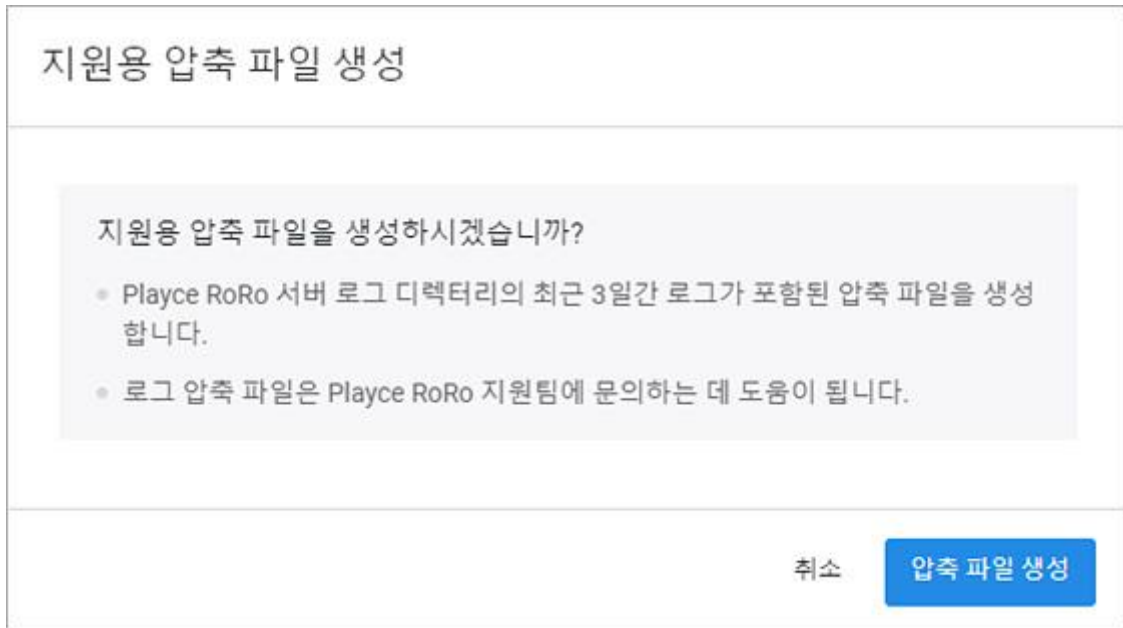 지원용 압축 파일 생성
지원용 압축 파일을 생성하시겠습니까?
Playce RoRo 서버 로그 디렉터리의 최근 3일간 로그가 포함된 압축 파일을 생성
합니다.
로그 압축 파일은 Playce RoRo 지원팀에 문의하는 데 도움이 됩니다.
취소
압축 파일 생성